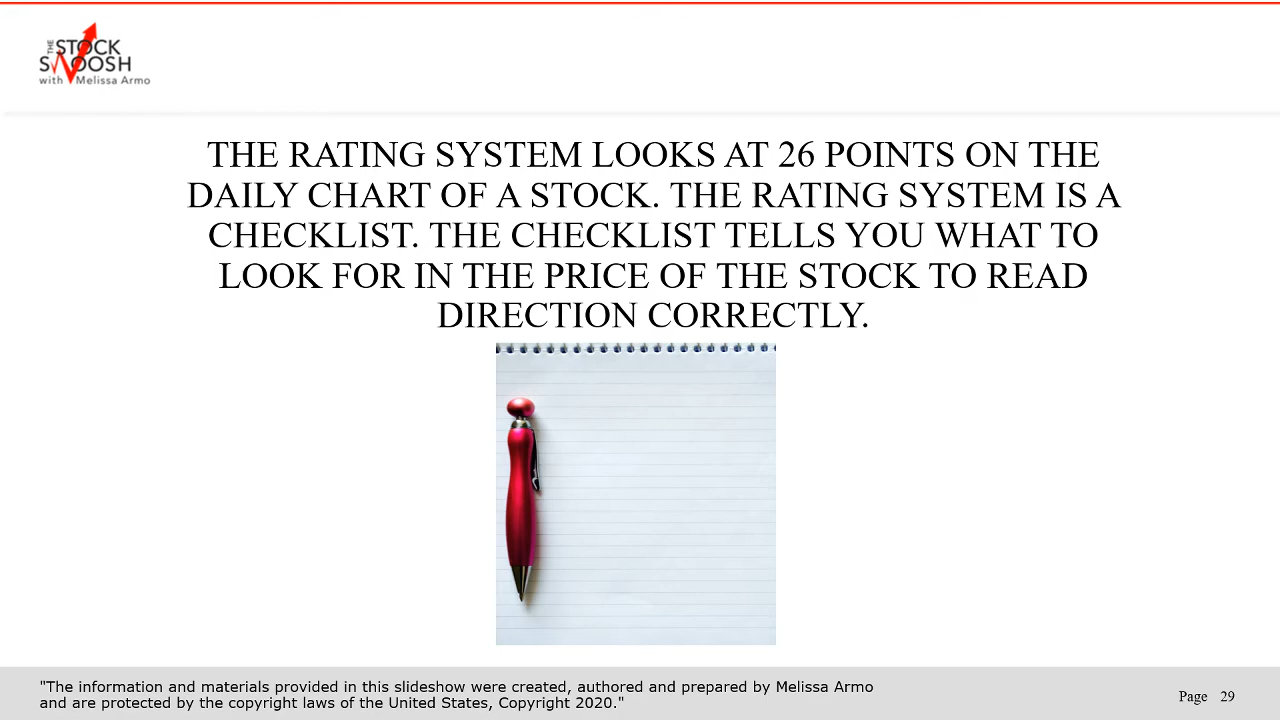 THE
STOCK
SWOOSH
with Melissa Armo
THE RATING SYSTEM LOOKS AT 26 POINTS ON THE
DAILY CHART OF A STOCK. THE RATING SYSTEM IS A
CHECKLIST. THE CHECKLIST TELLS YOU WHAT TO
LOOK FOR IN THE PRICE OF THE STOCK TO READ
DIRECTION CORRECTLY.
"The information and materials provided in this slideshow were created, authored and prepared by Melissa Armo
and are protected by the copyright laws of the United States, Copyright 2020."
Page 29